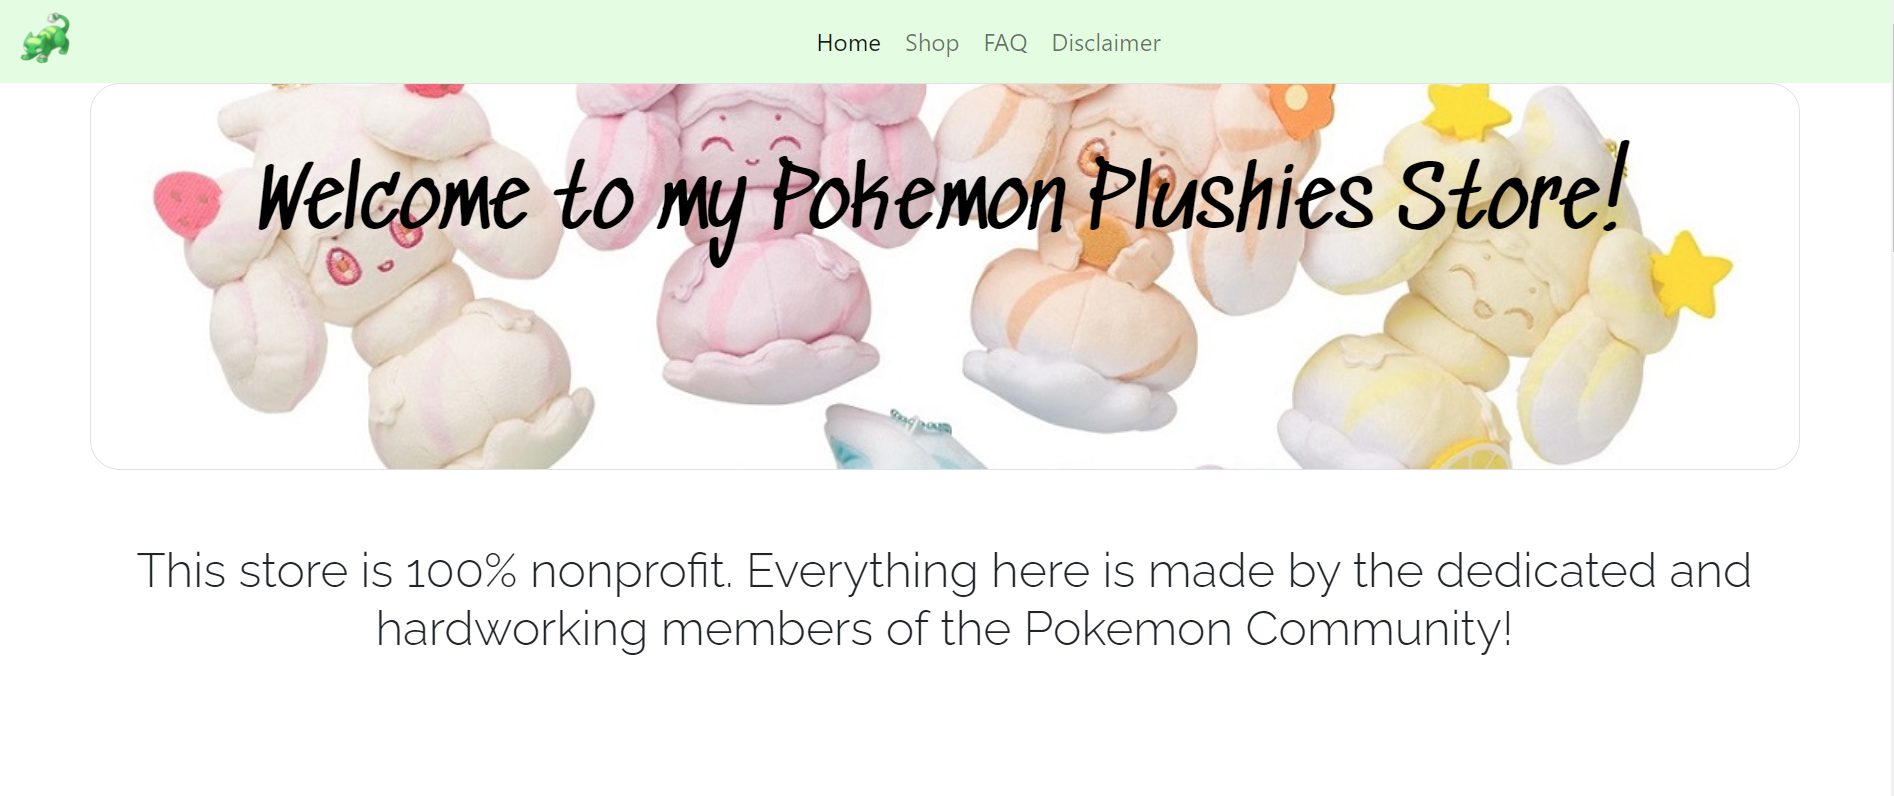 Home Shop FAQ Disclaimer
Welcome to my Pokemon Plushies Store!
This store is 100% nonprofit. Everything here is made by the dedicated and
hardworking members of the Pokemon Community!